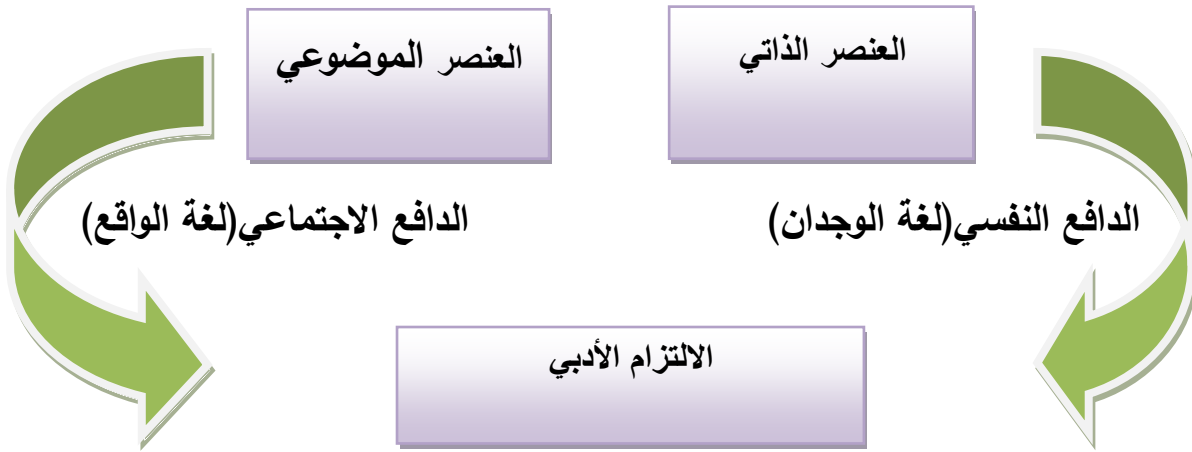 العنصر الذاتي
العنصر الموضوعي
الدافع النفسي(لغة الوجدان)
الدافع الاجتماعي(لغة الواقع)
الالتزام الأدبي